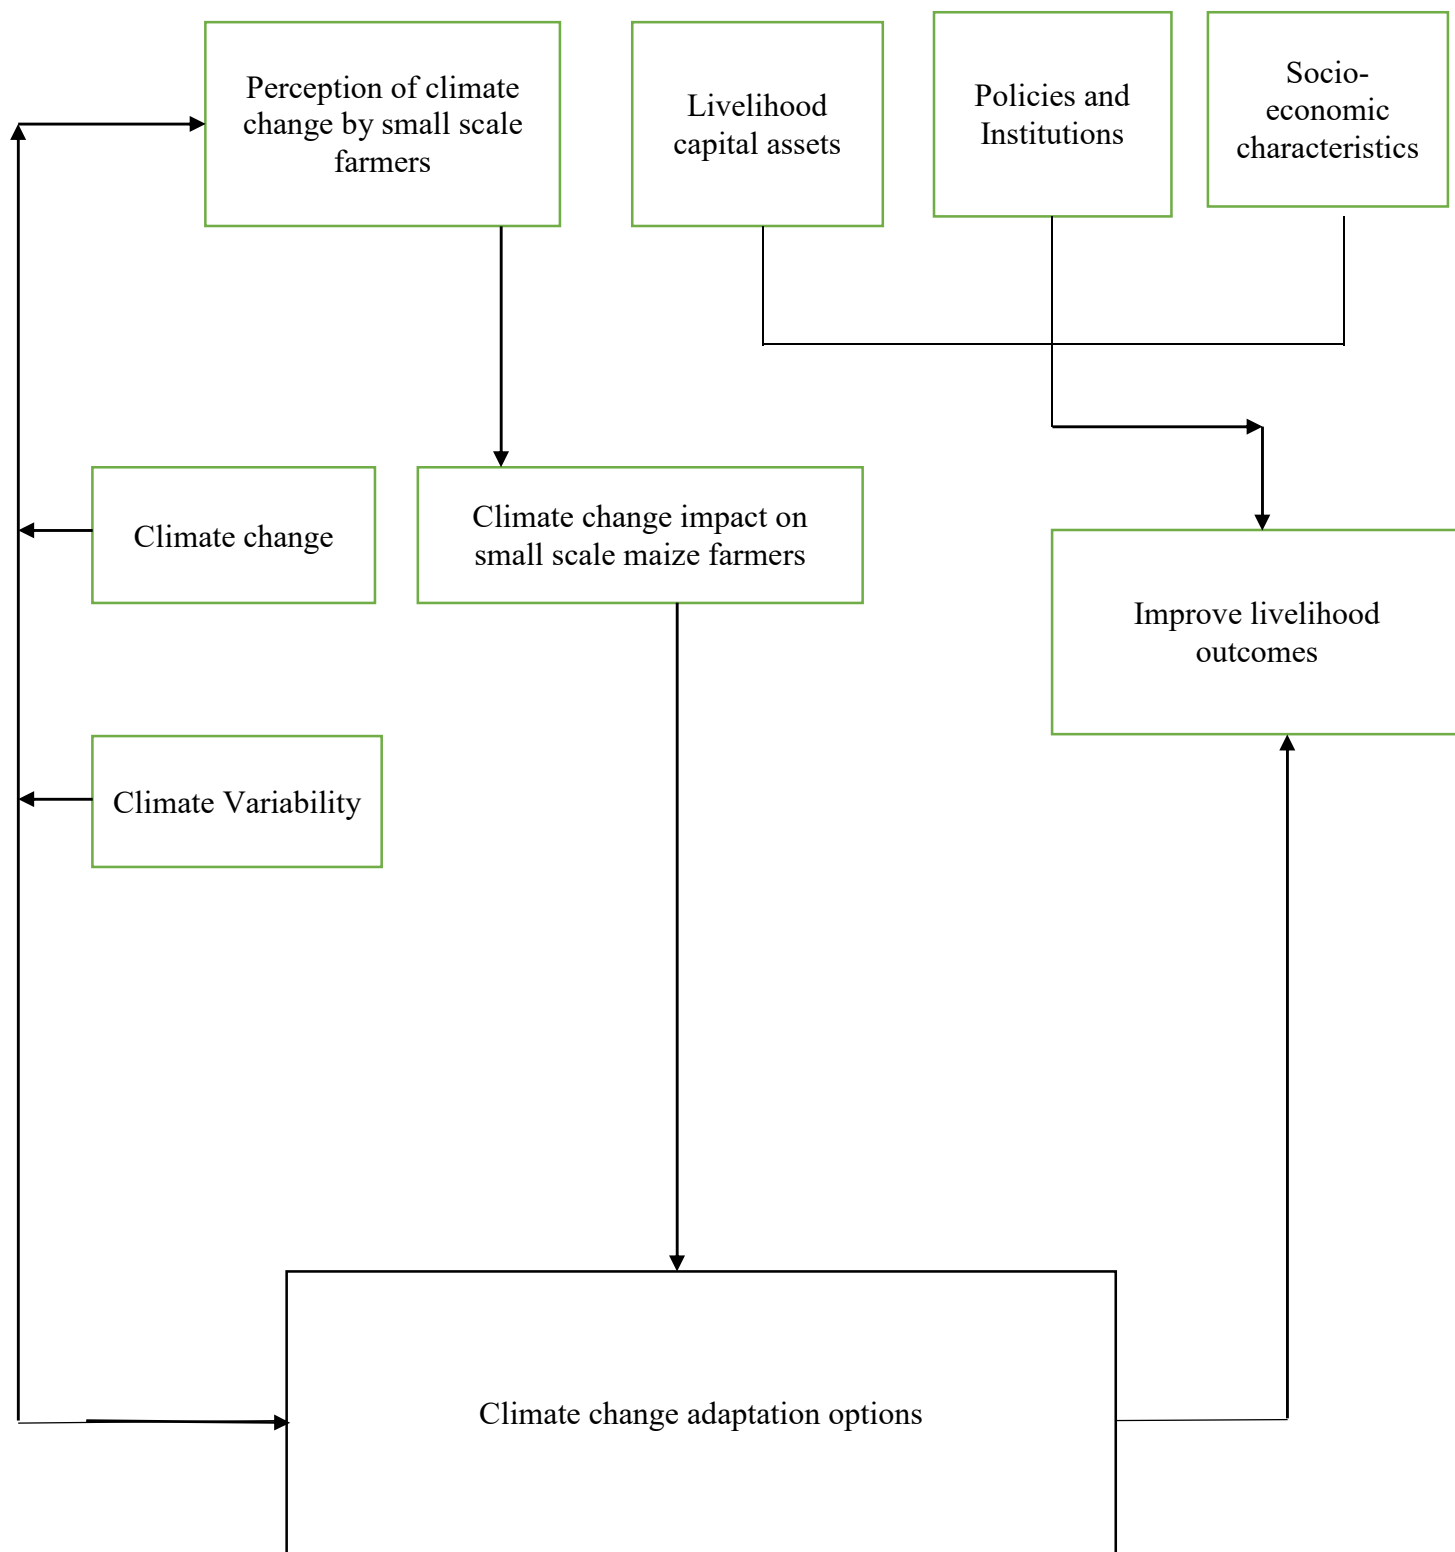 Perception of climate
change by small scale
farmers
Livelihood
capital assets
Policies and
Institutions
Socio-
economic
characteristics
Climate change
Climate change impact on
small scale maize farmers
Improve livelihood
outcomes
Climate Variability
Climate change adaptation options